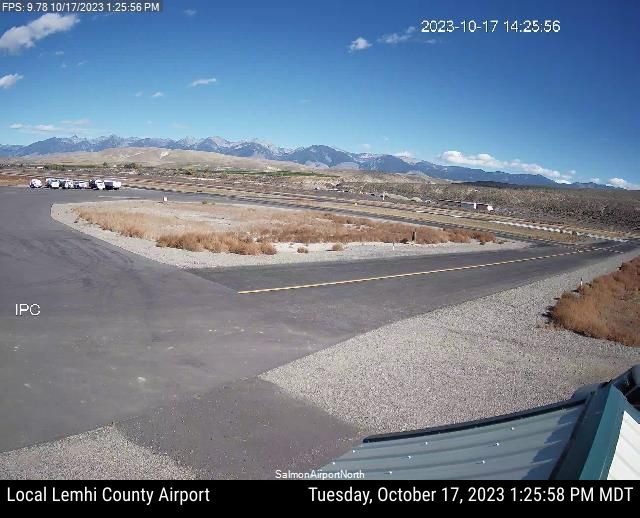 FPS: 9.78 10/17/2023 1:25:56 PM
2023-10-17 14:25:56
IPC
SalmonAirportNorth
Local Lemhi County Airport Tuesday, October 17, 2023 1:25:58 PM MDT